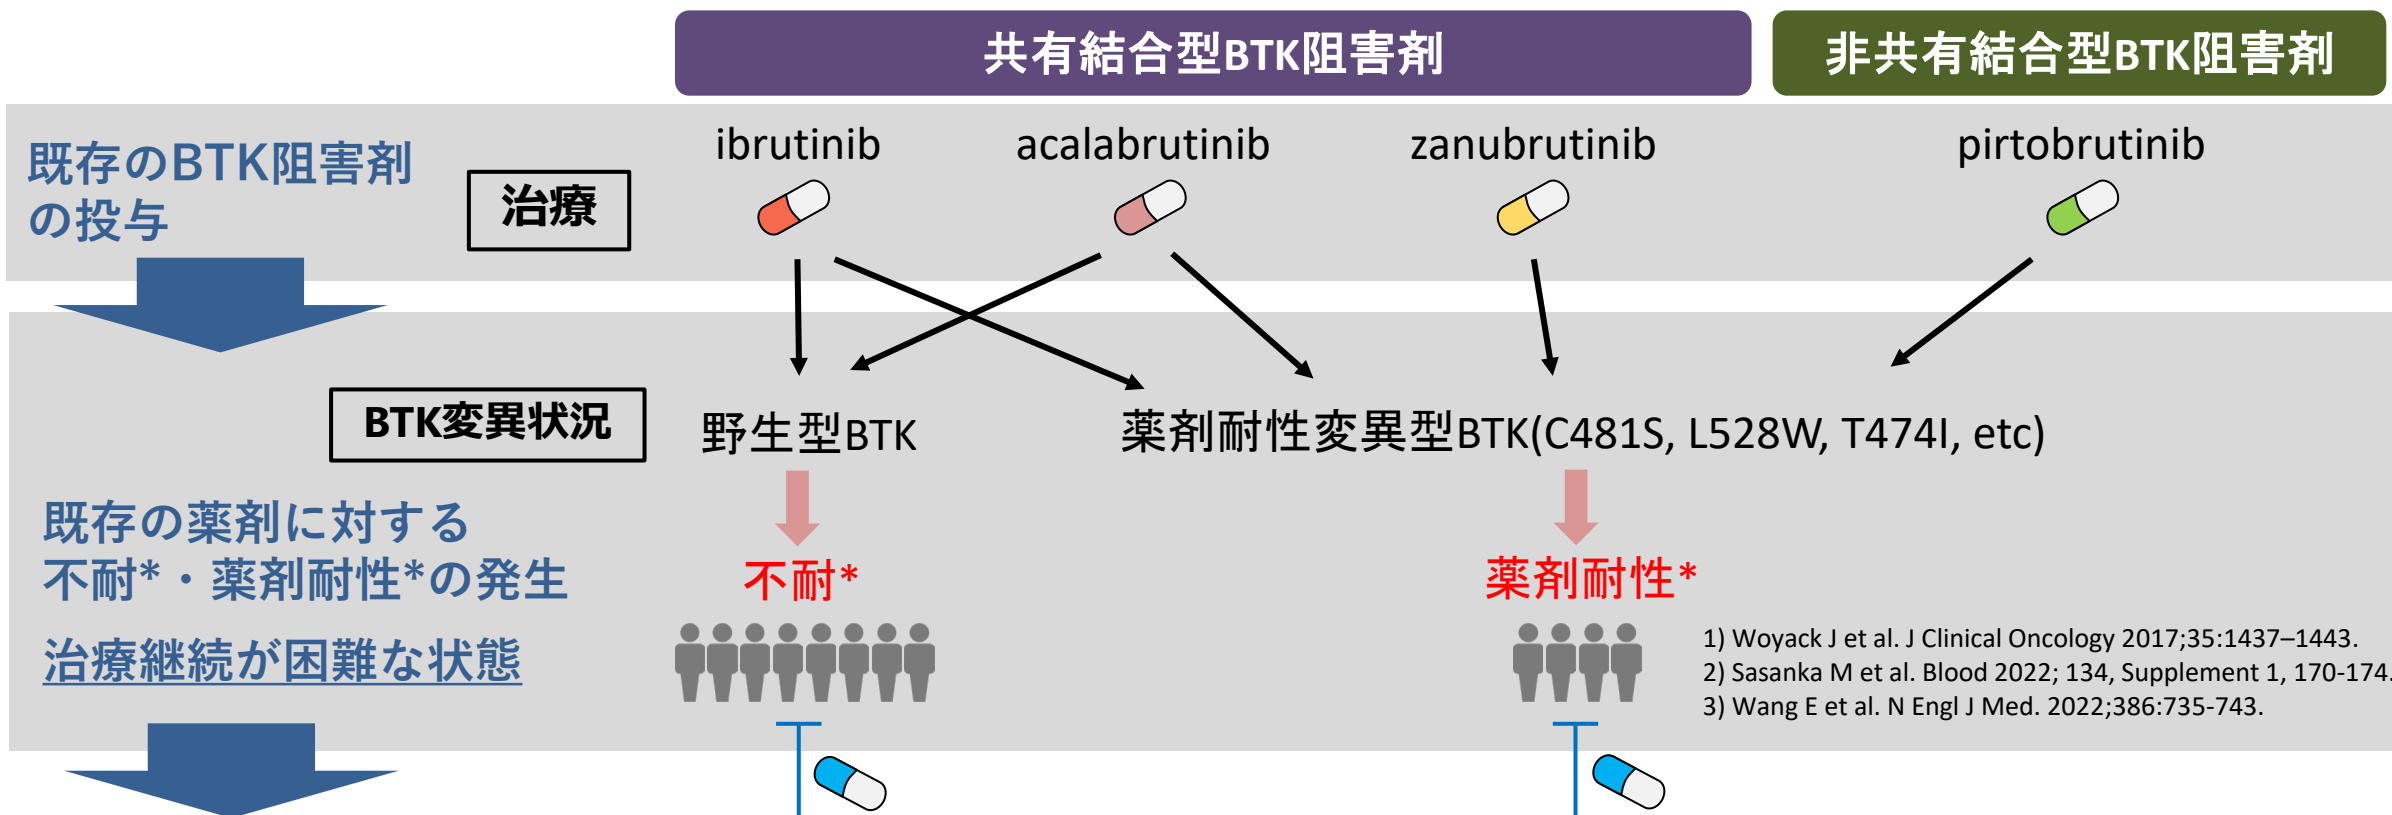 共有結合型BTK阻害剤
非共有結合型BTK阻害剤
既存のBTK阻害剤
の投与
治療
ibrutinib
acalabrutinib
zanubrutinib
pirtobrutinib
BTK変異状況
野生型BTK
薬剤耐性変異型BTK(C481S, L528W, T474I, etc)
既存の薬剤に対する
不耐*・薬剤耐性*の発生
治療継続が困難な状態
不耐*
薬剤耐性*
1) Woyack J et al. J Clinical Oncology 2017;35:1437–1443.
2) Sasanka M et al. Blood 2022; 134, Supplement 1, 170-174.
3) Wang E et al. N Engl J Med. 2022;386:735-743.